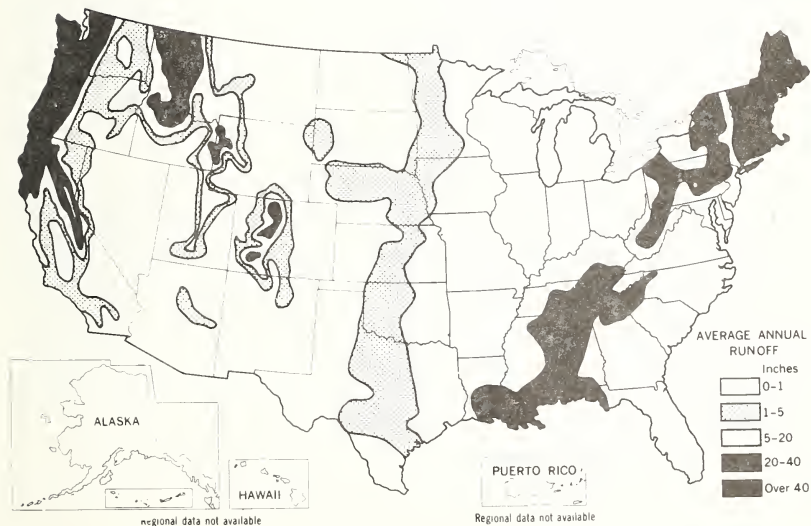 AVERAGE ANNUAL
RUNOFF
Inches
0-1
1-5
5-20
20-40
Over 40
ALASKA
HAWAII
PUERTO RICO
Regional data not available
Regional data not available